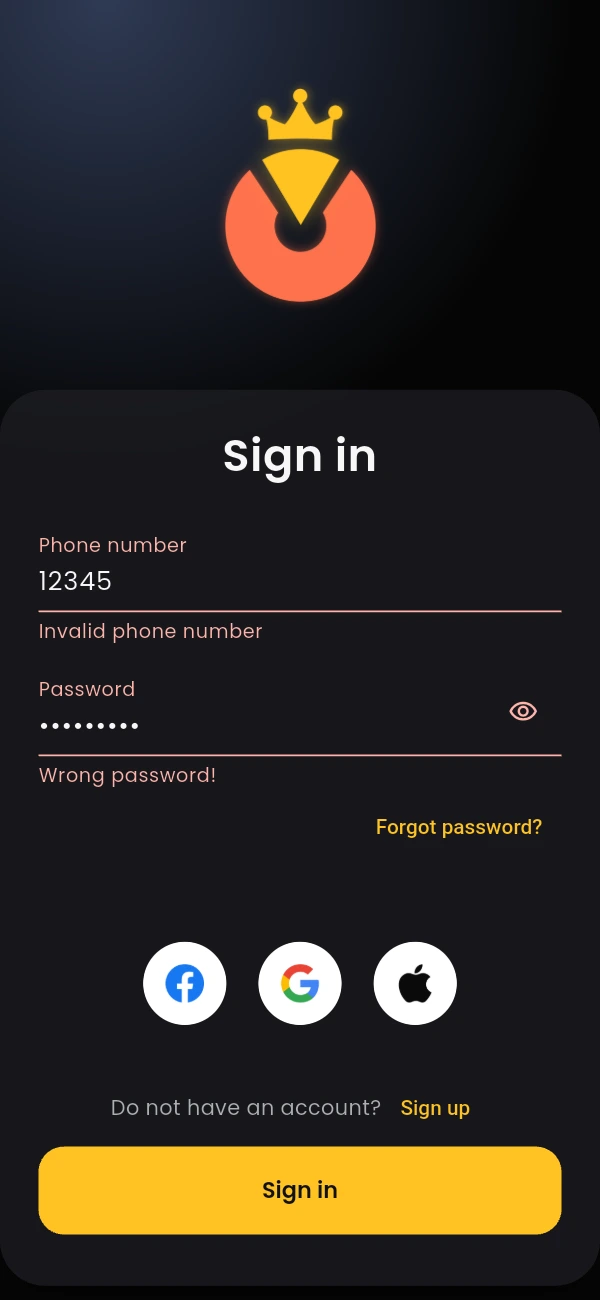 Sign in
Phone number
12345
Invalid phone number
Password
•••••••••
Wrong password!
Forgot password?
Do not have an account? Sign up
Sign in